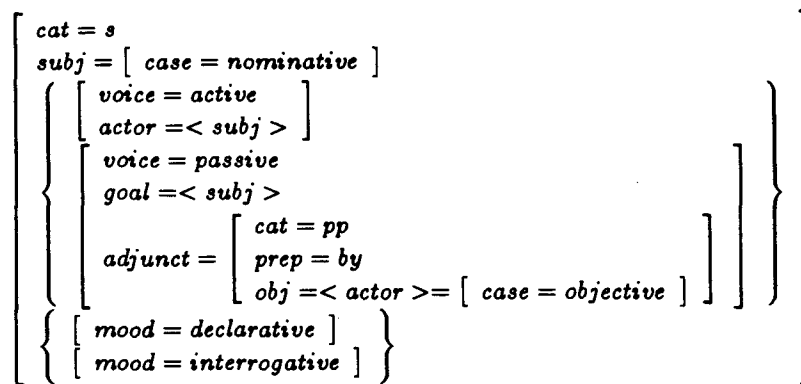 cat = s
subj = [ case = nominative ]
voice = active
actor =< subj >
voice = passive
goal =< subj >
adjunct = [ cat = pp
prep = by
obj =< actor >= [ case = objective ] ]
[ mood = declarative ]
[ mood = interrogative ]